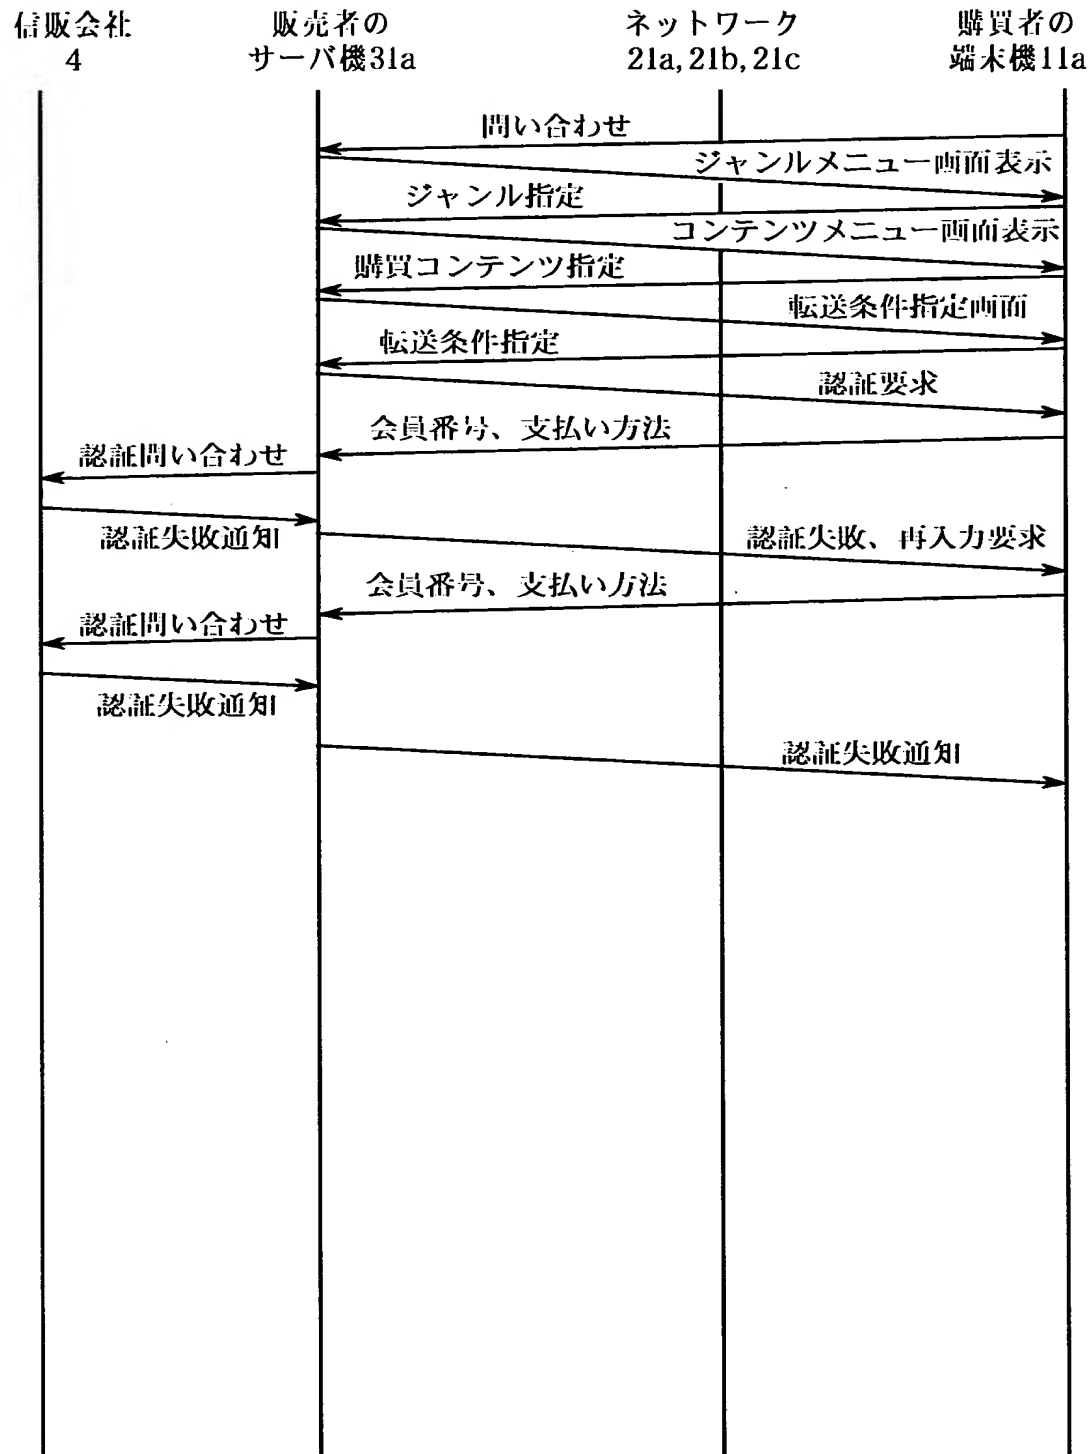 信販会社
4
販売者の
サーバ機31a
ネットワーク
21a,21b,21c
購買者の
端末機11a
問い合わせ
ジャンルメニュー画面表示
ジャンル指定
コンテンツメニュー画面表示
購買コンテンツ指定
転送条件指定画面
転送条件指定
認証要求
会員番号、支払い方法
認証問い合わせ
認証失敗通知
認証失敗、再入力要求
会員番号、支払い方法
認証問い合わせ
認証失敗通知
認証失敗通知